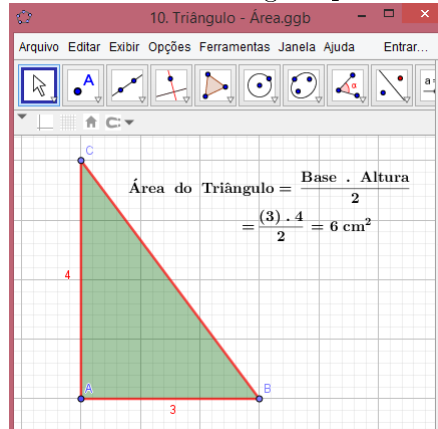 10. Triângulo - Área.ggb
Arquivo Editar Exibir Opções Ferramentas Janela Ajuda Entrar...
A α a=
C
Área do Triângulo = Base . Altura / 2
= (3) . 4 / 2 = 6 cm²
4
A
B
3